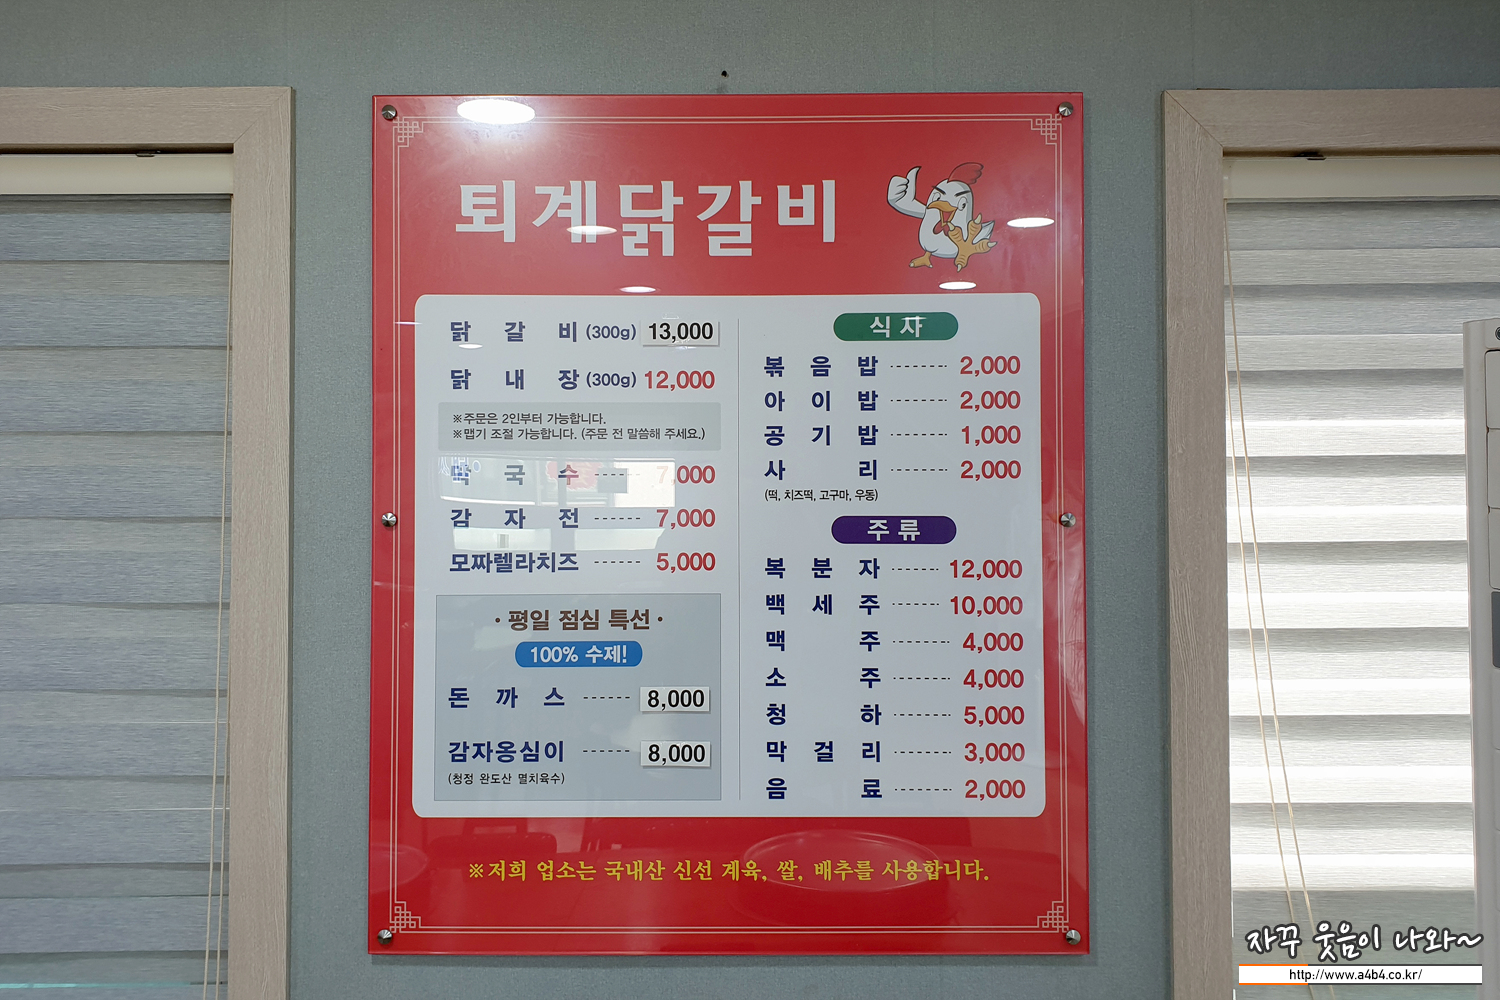 퇴계닭갈비
닭 갈 비 (300g) 13,000
닭 내 장 (300g) 12,000
※주문은 2인부터 가능합니다.
※맵기 조절 가능합니다. (주문 전 말씀해 주세요.)
막 국 수 ------ 7,000
감 자 전 ------ 7,000
모짜렐라치즈 ------ 5,000
· 평일 점심 특선 ·
100% 수제!
돈 까 스 ------ 8,000
감자옹심이 ------ 8,000
(청정 완도산 멸치육수)
식 사
볶 음 밥 ------- 2,000
아 이 밥 ------- 2,000
공 기 밥 ------- 1,000
사 리 ------- 2,000
(떡, 치즈떡, 고구마, 우동)
주 류
복 분 자 ------ 12,000
백 세 주 ------ 10,000
맥 주 ------- 4,000
소 주 ------- 4,000
청 하 ------- 5,000
막 걸 리 ------- 3,000
음 료 ------- 2,000
※저희 업소는 국내산 신선 계육, 쌀, 배추를 사용합니다.
자꾸 웃음이 나와~
http://www.a4b4.co.kr/